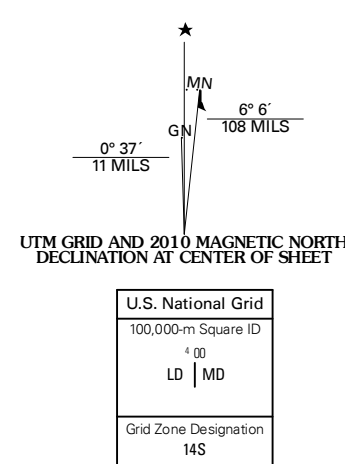 ★
MN
6° 6´
108 MILS
GN
0° 37´
11 MILS
UTM GRID AND 2010 MAGNETIC NORTH
DECLINATION AT CENTER OF SHEET
U.S. National Grid
100,000-m Square ID
4 00
LD MD
Grid Zone Designation
14S